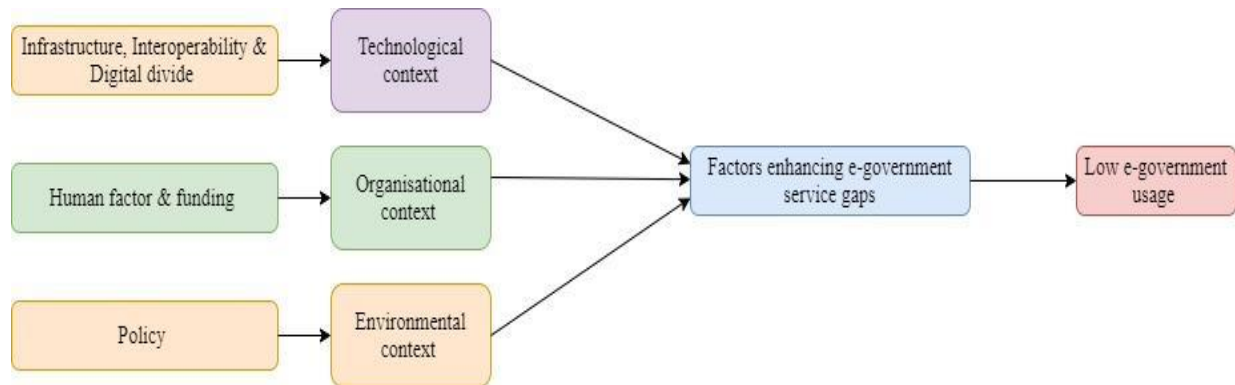 Infrastructure, Interoperability &
Digital divide
Technological
context
Human factor & funding
Organisational
context
Factors enhancing e-government
service gaps
Low e-government
usage
Policy
Environmental
context